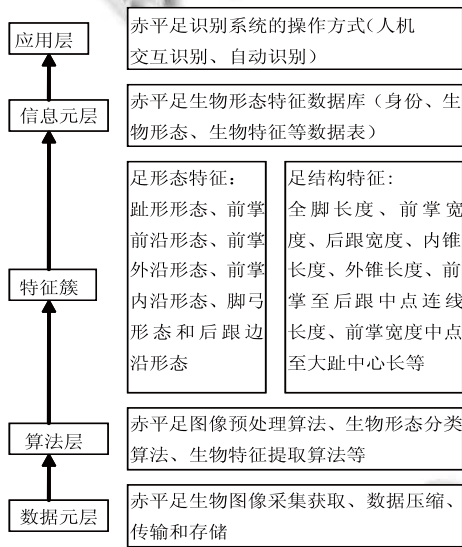 应用层
赤平足识别系统的操作方式（人机
交互识别、自动识别）
信息元层
赤平足生物形态特征数据库（身份、生
物形态、生物特征等数据表）
特征簇
足形态特征：
趾形形态、前掌
前沿形态、前掌
外沿形态、前掌
内沿形态、脚弓
形态和后跟边
沿形态
足结构特征：
全脚长度、前掌宽
度、后跟宽度、内锥
长度、外锥长度、前
掌至后跟中点连线
长度、前掌宽度中点
至大趾中心长等
算法层
赤平足图像预处理算法、生物形态分类
算法、生物特征提取算法等
数据元层
赤平足生物图像采集获取、数据压缩、
传输和存储